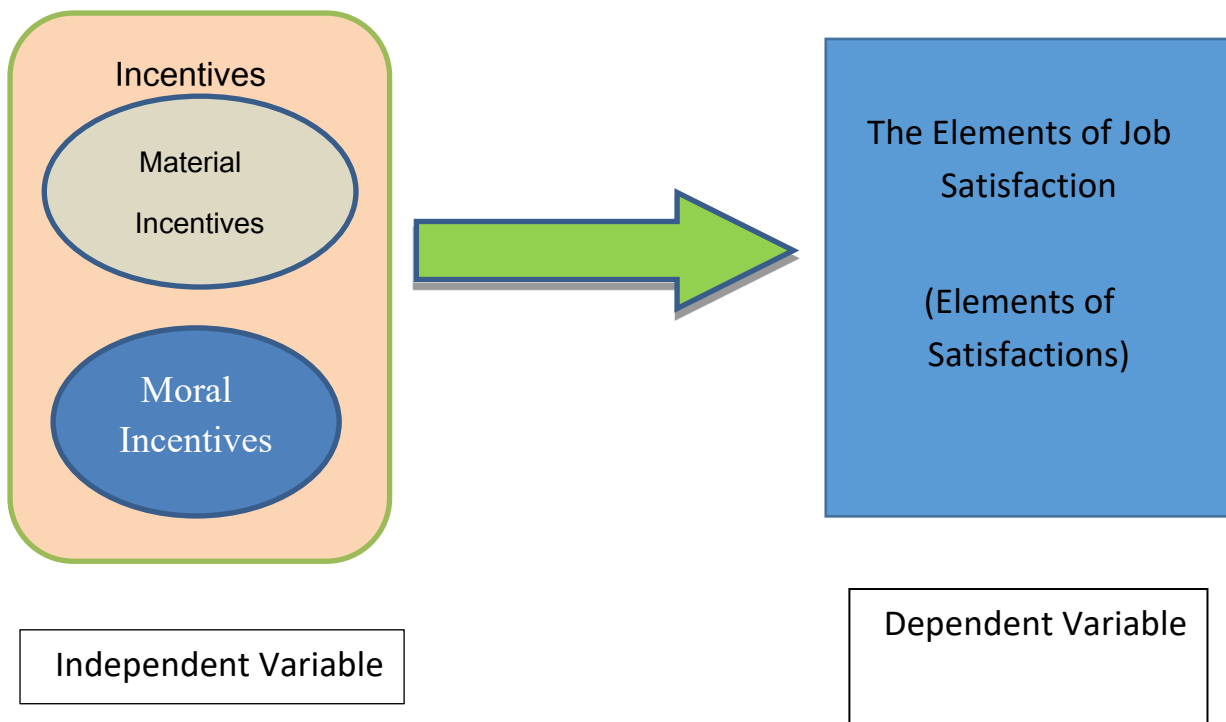 Incentives
Material
Incentives
Moral
Incentives
Independent Variable
The Elements of Job
Satisfaction
(Elements of
Satisfactions)
Dependent Variable